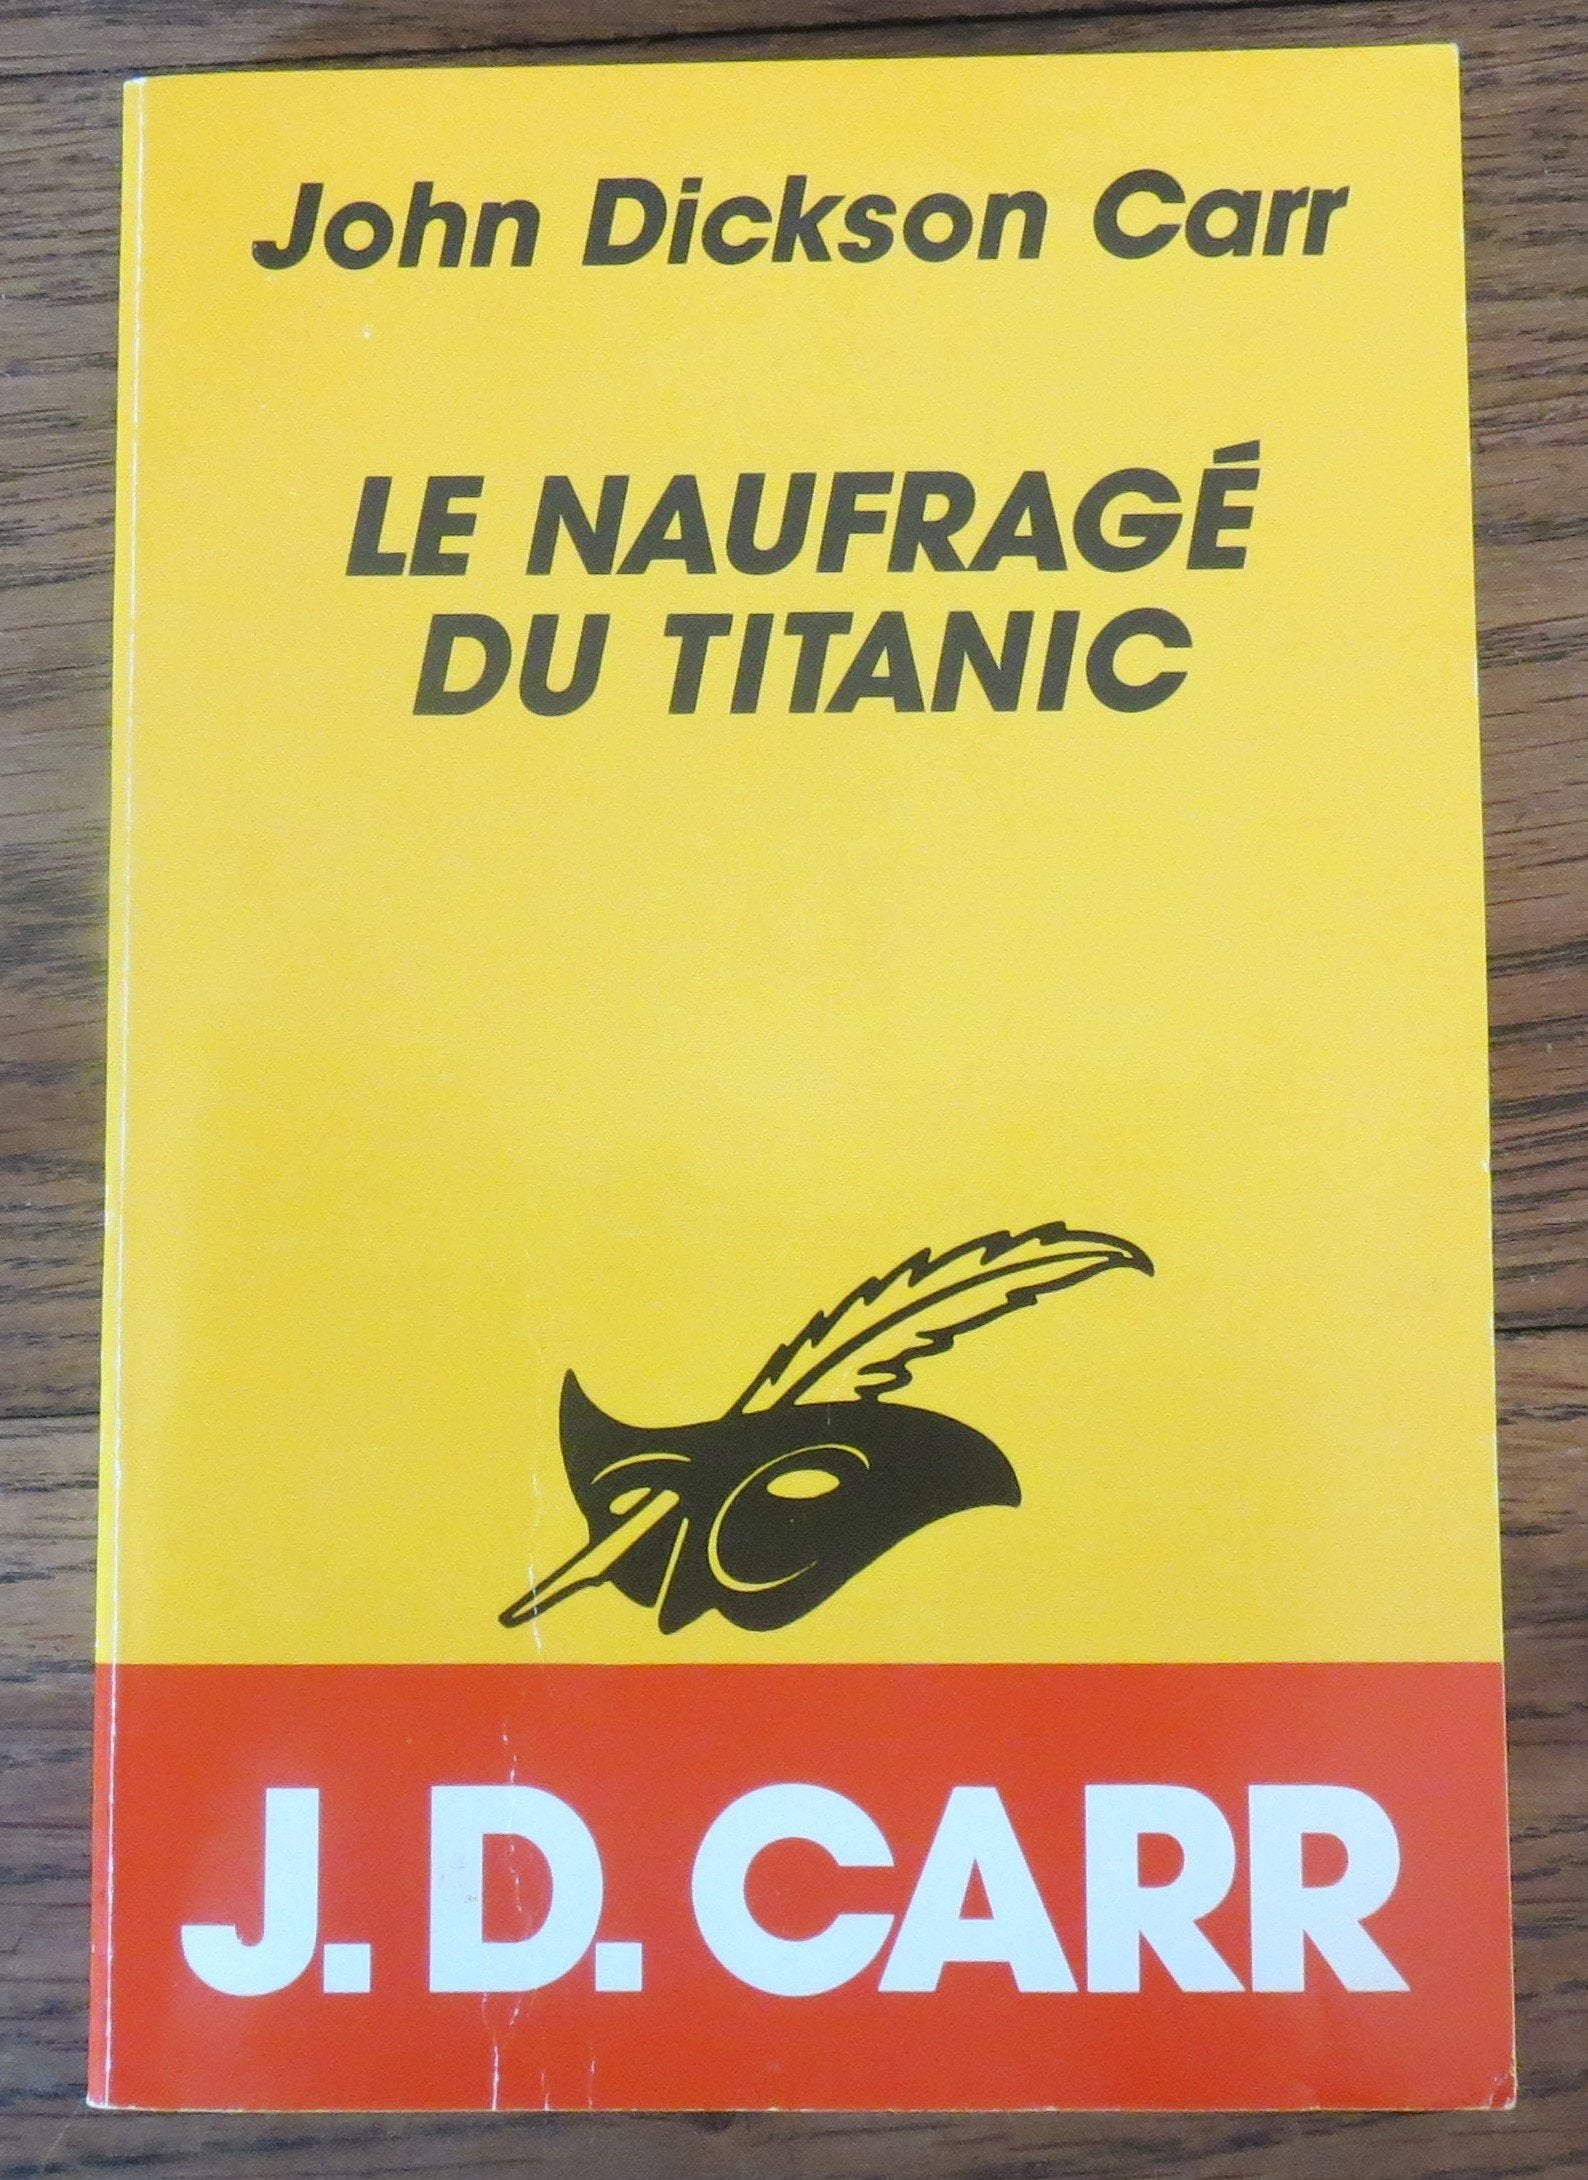 John Dickson Carr
LE NAUFRAGÉ
DU TITANIC
J. D. CARR